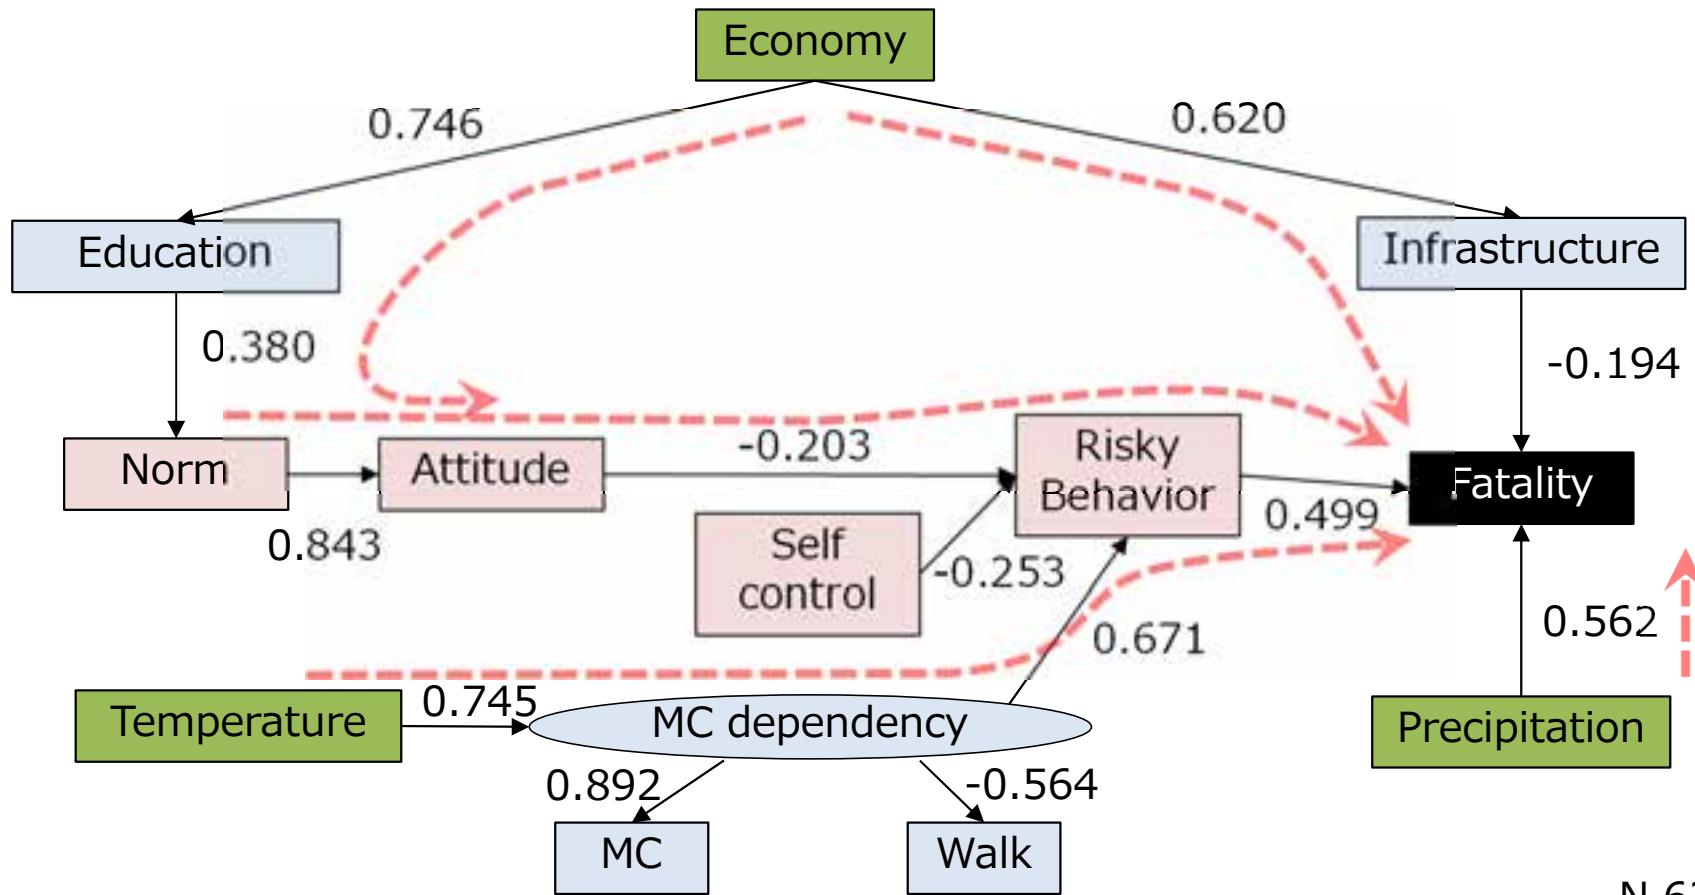 Economy
0.746
0.620
Education
Infrastructure
0.380
-0.194
Norm
Attitude
-0.203
Risky
Behavior
Fatality
0.843
Self
control
-0.253
0.499
0.671
0.562
Temperature
0.745
MC dependency
Precipitation
0.892
-0.564
MC
Walk